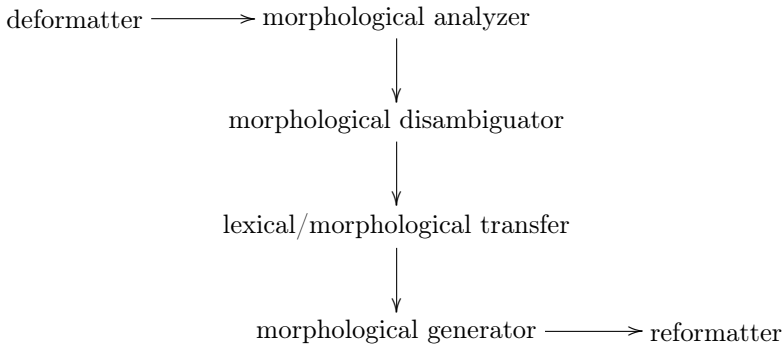 deformatter morphological analyzer
morphological disambiguator
lexical/morphological transfer
morphological generator reformatter